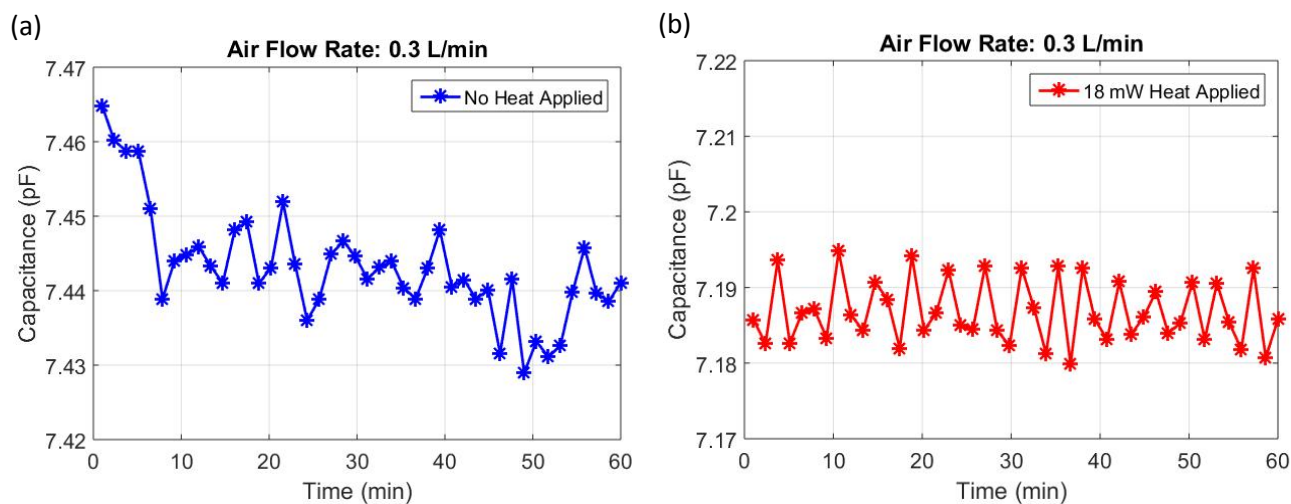 (a)
Air Flow Rate: 0.3 L/min
No Heat Applied
7.47
7.46
7.45
7.44
7.43
7.42
Capacitance (pF)
0 10 20 30 40 50 60
Time (min)
(b)
Air Flow Rate: 0.3 L/min
18 mW Heat Applied
7.22
7.21
7.2
7.19
7.18
7.17
Capacitance (pF)
0 10 20 30 40 50 60
Time (min)